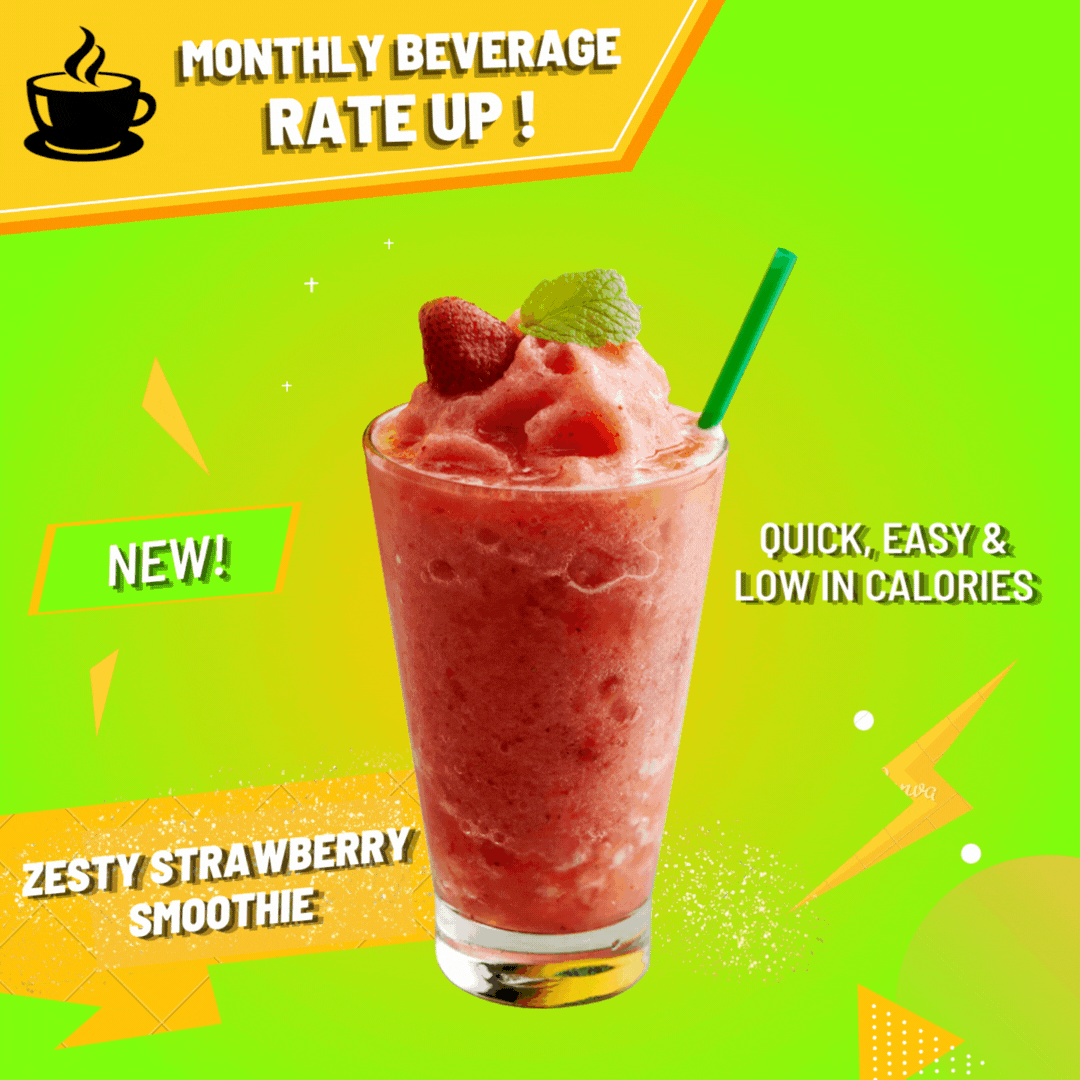 MONTHLY BEVERAGE
RATE UP !
NEW!
QUICK, EASY &
LOW IN CALORIES
ZESTY STRAWBERRY
SMOOTHIE